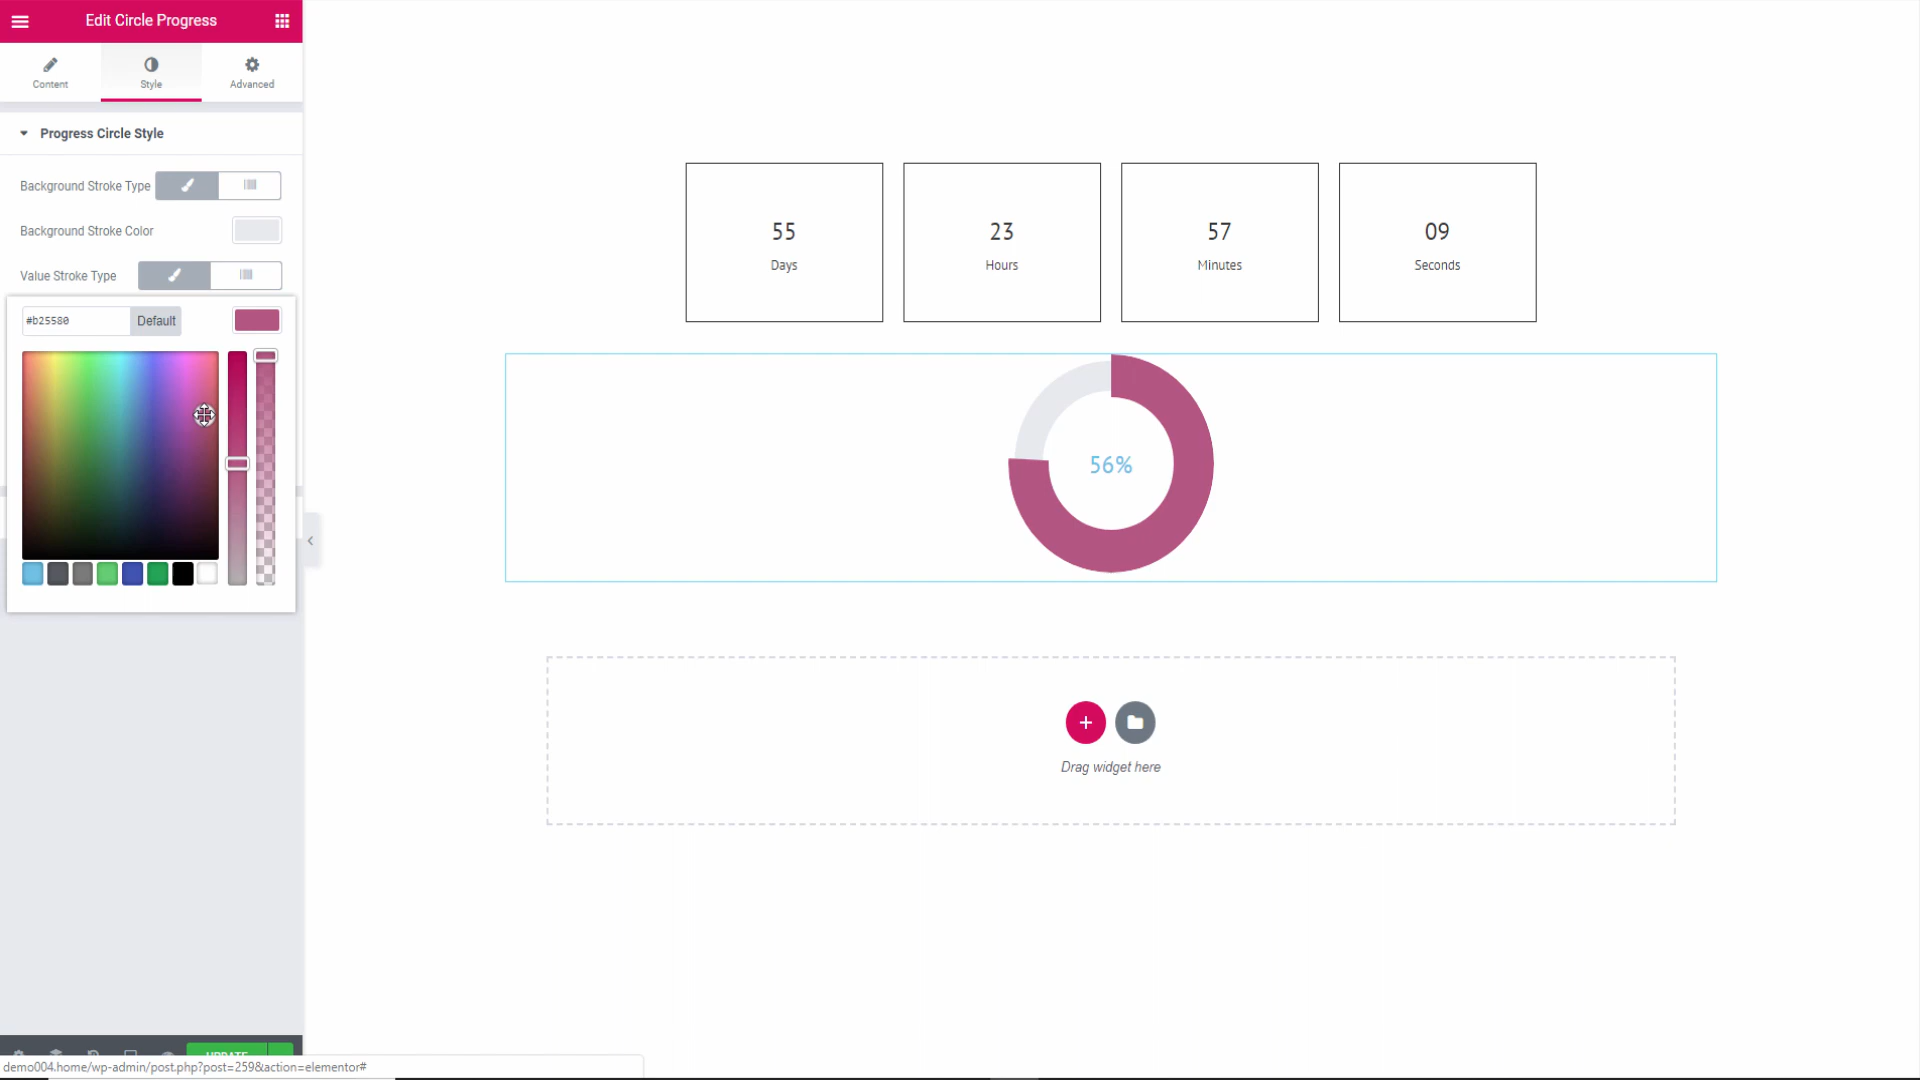 Edit Circle Progress
Content
Style
Advanced
Progress Circle Style
Background Stroke Type
Background Stroke Color
Value Stroke Type
#b25580
Default
55
Days
23
Hours
57
Minutes
09
Seconds
56%
Drag widget here
UPDATE
demo004.home/wp-admin/post.php?post=259&action=elementor#